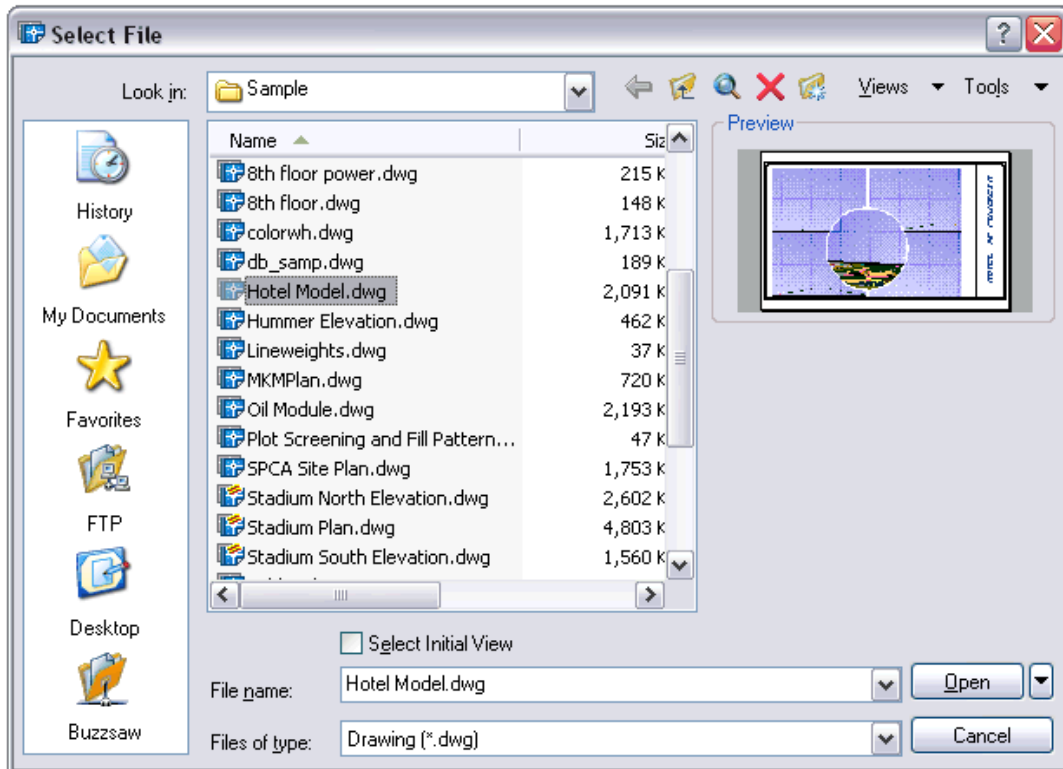 Select File
Look in:
Sample
Views
Tools
History
My Documents
Favorites
FTP
Desktop
Buzzsaw
Name
Siz
8th floor power.dwg 215 K
8th floor.dwg 148 K
colorwh.dwg 1,713 K
db_samp.dwg 189 K
Hotel Model.dwg 2,091 K
Hummer Elevation.dwg 462 K
Lineweights.dwg 37 K
MKMPlan.dwg 720 K
Oil Module.dwg 2,193 K
Plot Screening and Fill Pattern... 47 K
SPCA Site Plan.dwg 1,753 K
Stadium North Elevation.dwg 2,602 K
Stadium Plan.dwg 4,803 K
Stadium South Elevation.dwg 1,560 K
Preview
Select Initial View
File name:
Hotel Model.dwg
Open
Files of type:
Drawing (*.dwg)
Cancel